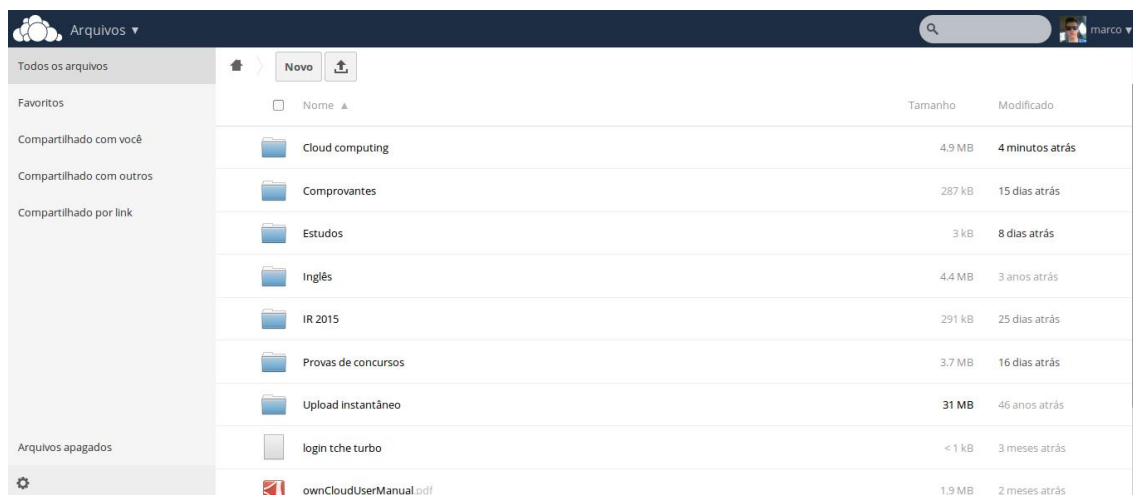 Arquivos ▾ marco ▾
Todos os arquivos
Favoritos
Compartilhado com você
Compartilhado com outros
Compartilhado por link
Arquivos apagados
Novo
Nome ▲ Tamanho Modificado
Cloud computing 4.9 MB 4 minutos atrás
Comprovantes 287 kB 15 dias atrás
Estudos 3 kB 8 dias atrás
Inglês 4.4 MB 3 anos atrás
IR 2015 291 kB 25 dias atrás
Provas de concursos 3.7 MB 16 dias atrás
Upload instantâneo 31 MB 46 anos atrás
login tche turbo < 1 kB 3 meses atrás
ownCloudUserManual.pdf 1.9 MB 2 meses atrás